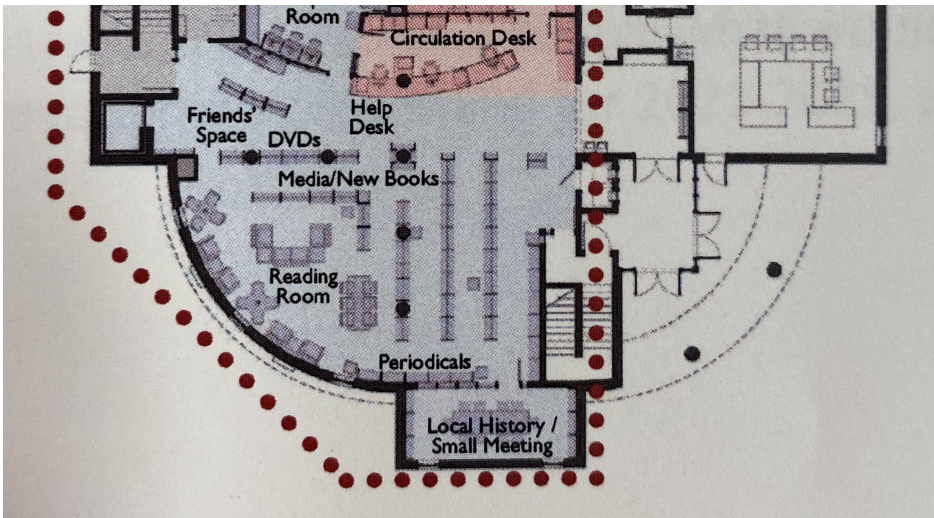 Room
Circulation Desk
Help
Desk
Friends'
Space
DVDs
Media/New Books
Reading
Room
Periodicals
Local History /
Small Meeting